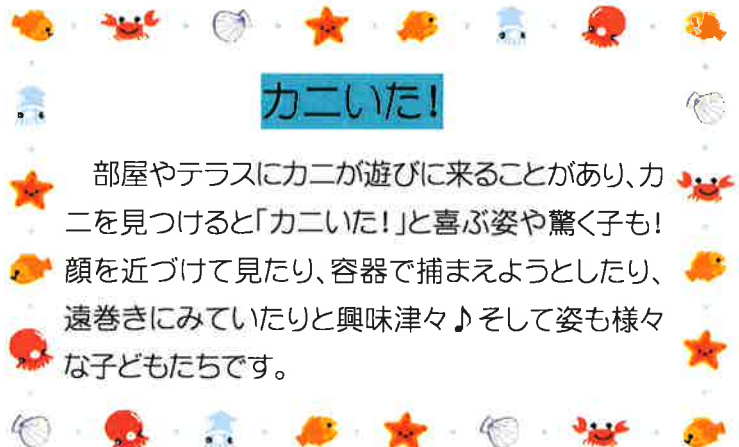 カニいた!
部屋やテラスにカニが遊びに来ることがあり、カ
ニを見つけると「カニいた!」と喜ぶ姿や驚く子も!
顔を近づけて見たり、容器で捕まえようとしたり、
遠巻きにみていたりと興味津々♪そして姿も様々
な子どもたちです。